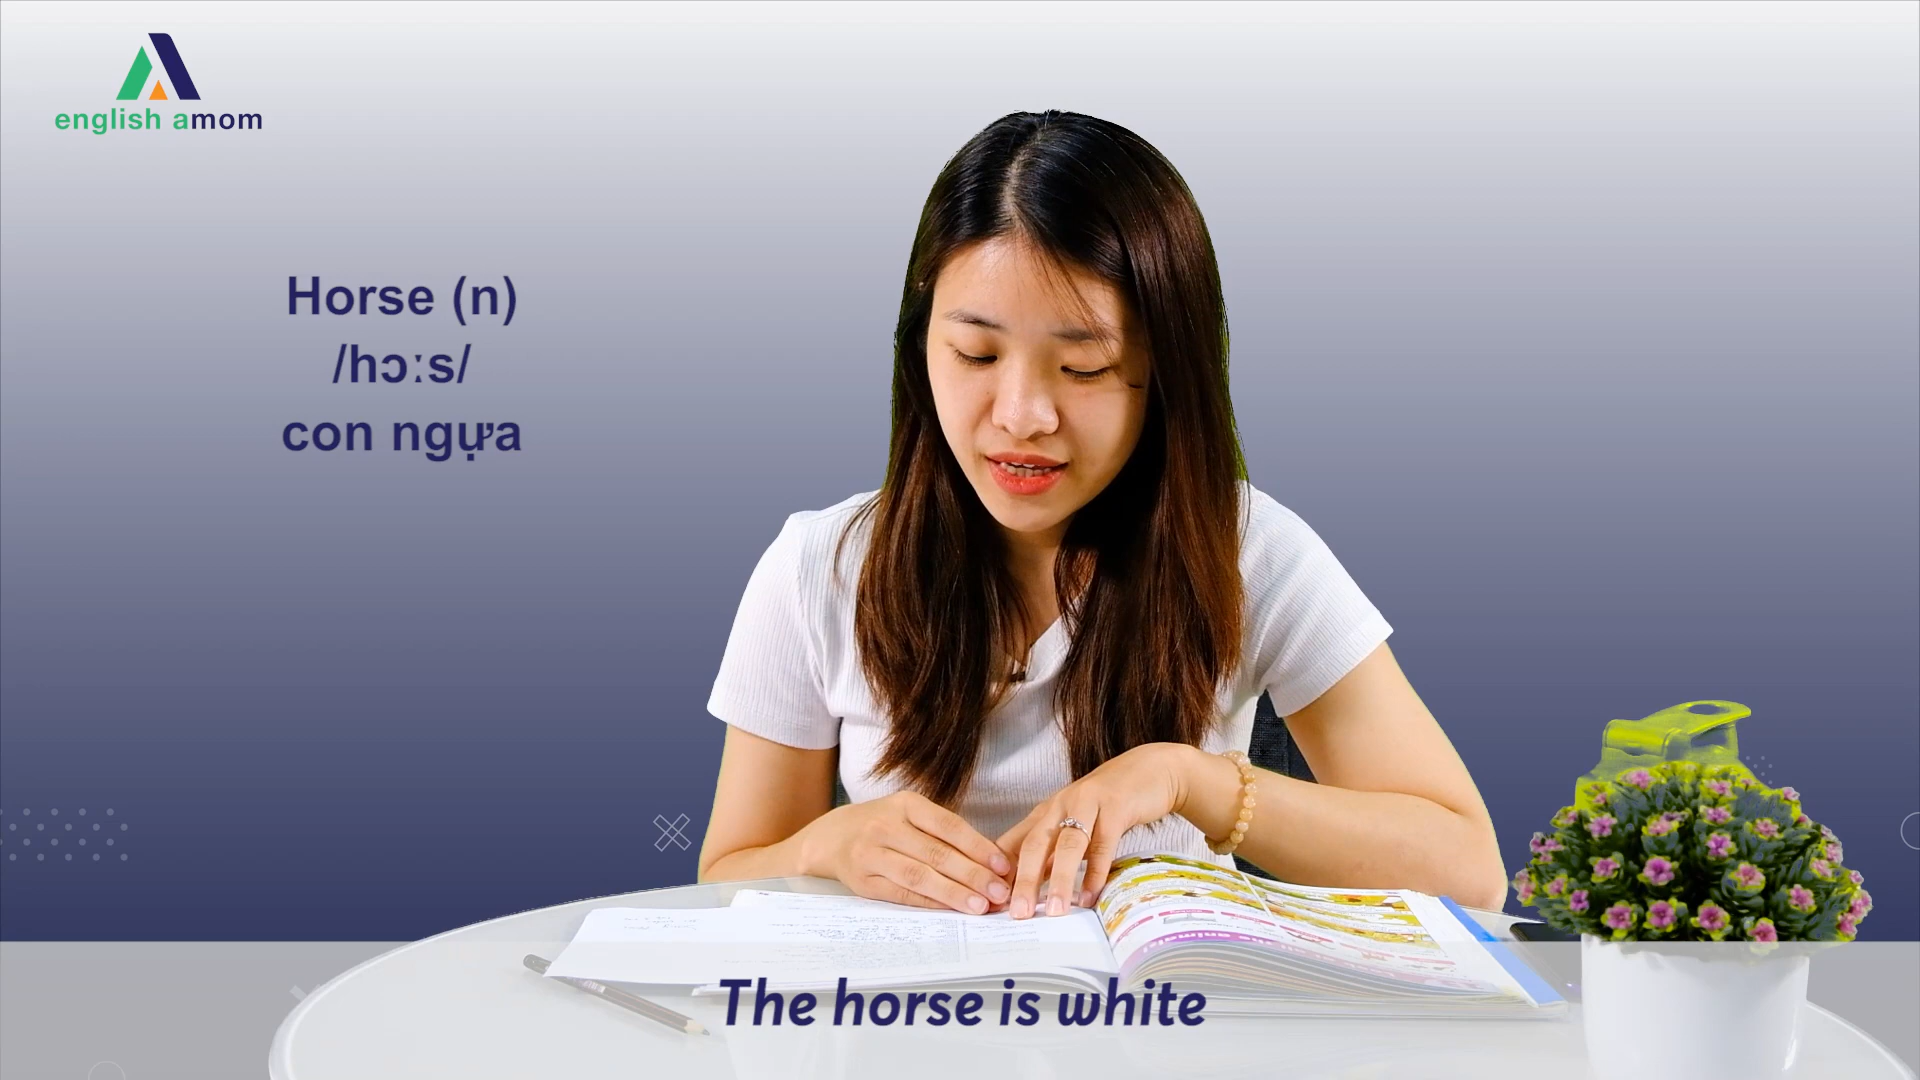 english amom
Horse (n)
/hɔːs/
con ngựa
The horse is white